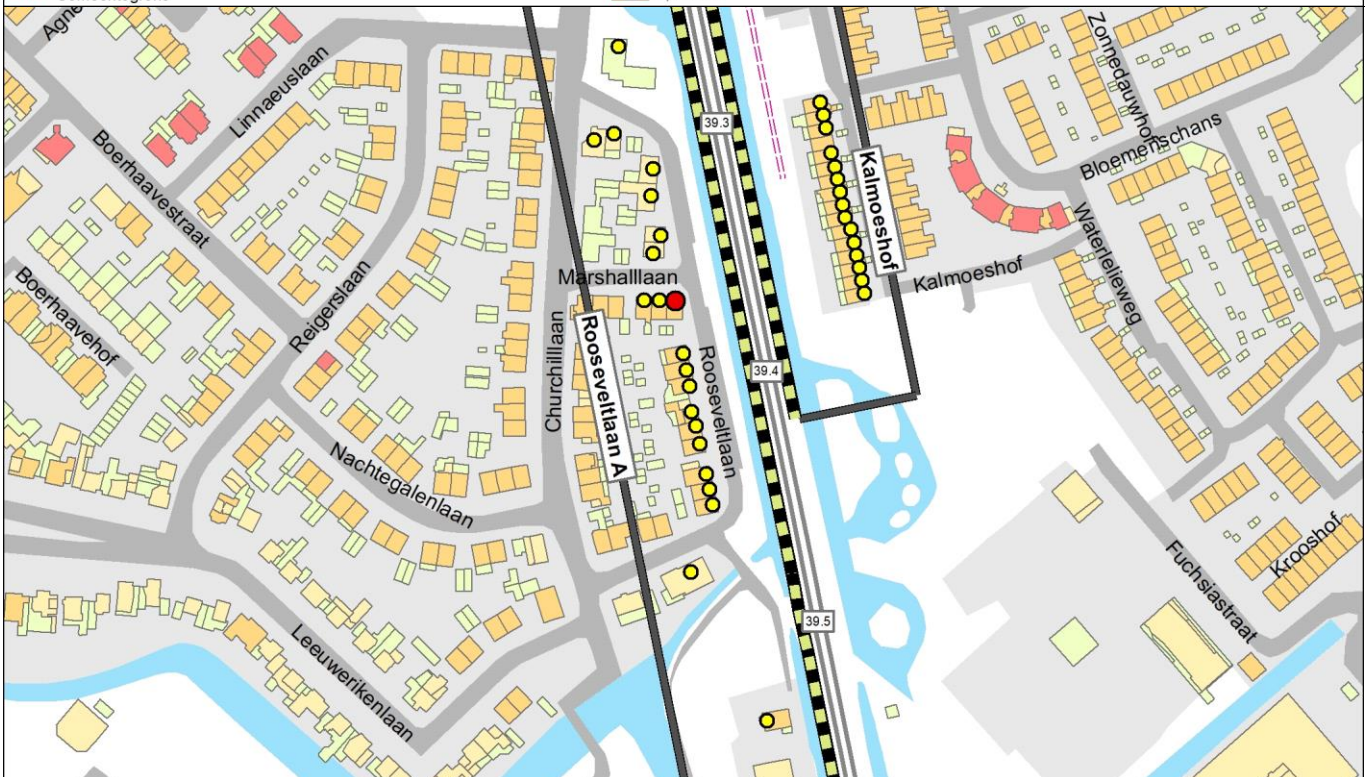 Agne
Linnaeuslaan
Zonnedauwhof
39.3
Boerhaavestraat
Bloemenschans
Kalmoeshof
Waterlelieweg
Marshalllaan
Kalmoeshof
Boerhaavehof
Reigerslaan
Churchilllaan
Rooseveltlaan A
Rooseveltlaan
39.4
Nachtegalenlaan
Krooshof
Fuchsiastraat
39.5
Leeuwerikenlaan